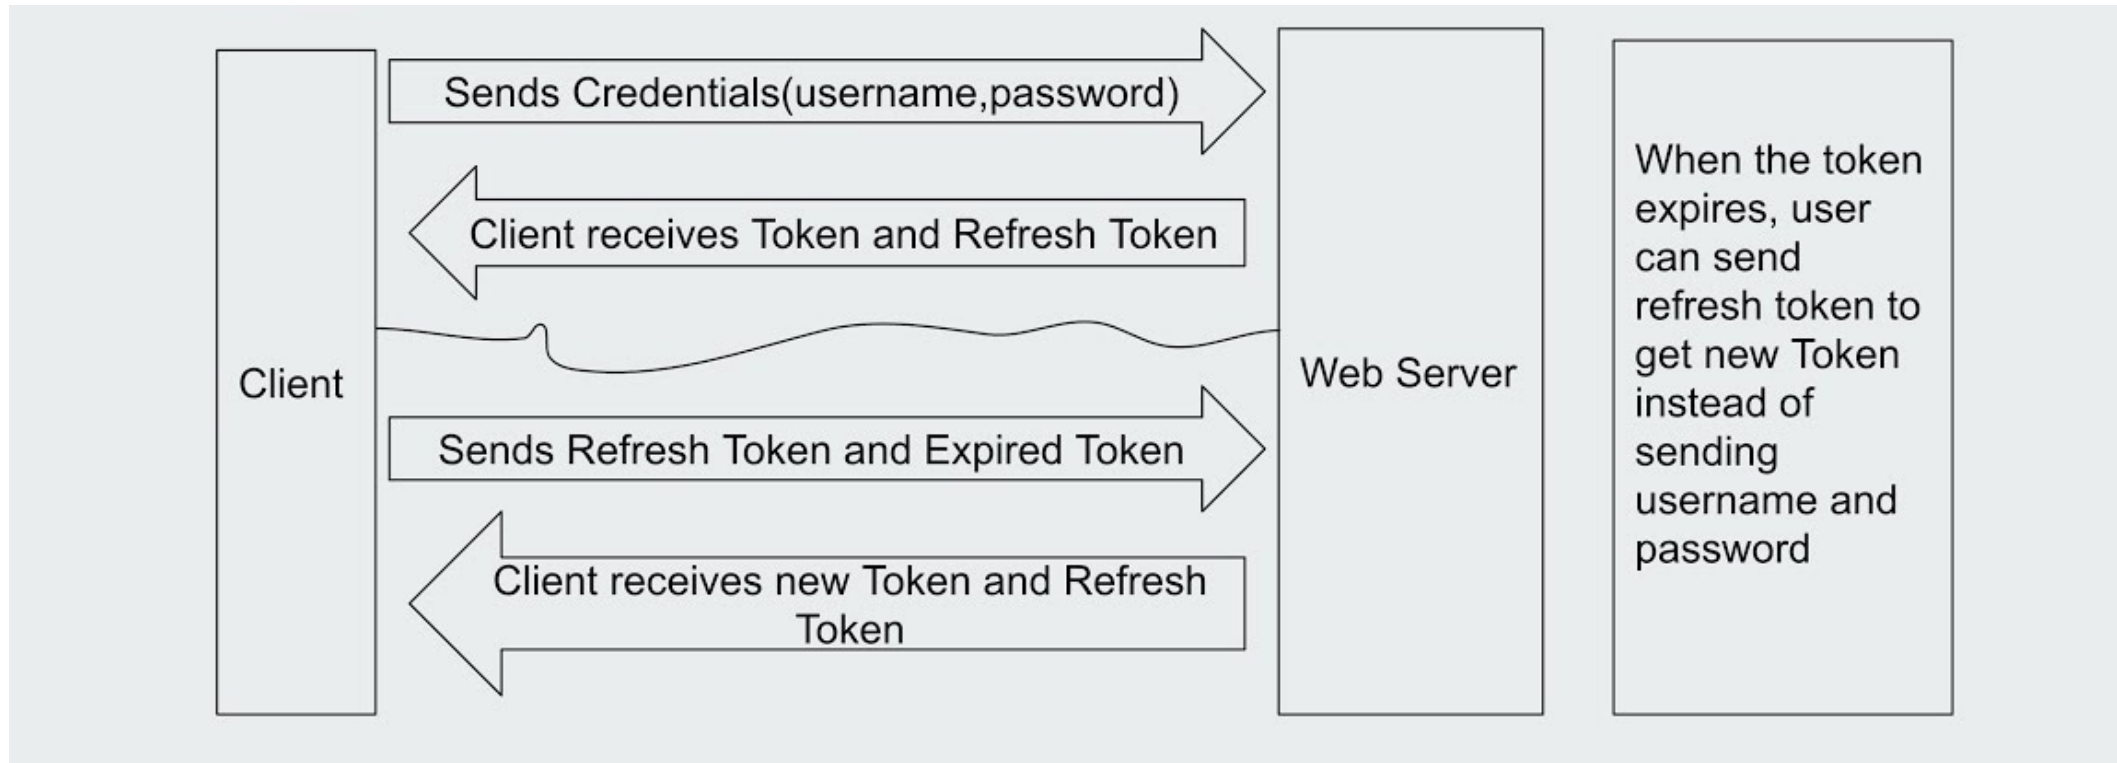 Sends Credentials(username,password)
Client receives Token and Refresh Token
Client
Web Server
Sends Refresh Token and Expired Token
Client receives new Token and Refresh
Token
When the token
expires, user
can send
refresh token to
get new Token
instead of
sending
username and
password